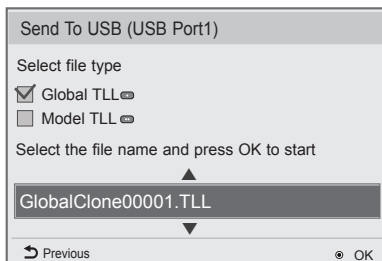 Send To USB (USB Port1)
Select file type
Global TLL
Model TLL
Select the file name and press OK to start
GlobalClone00001.TLL
Previous
OK